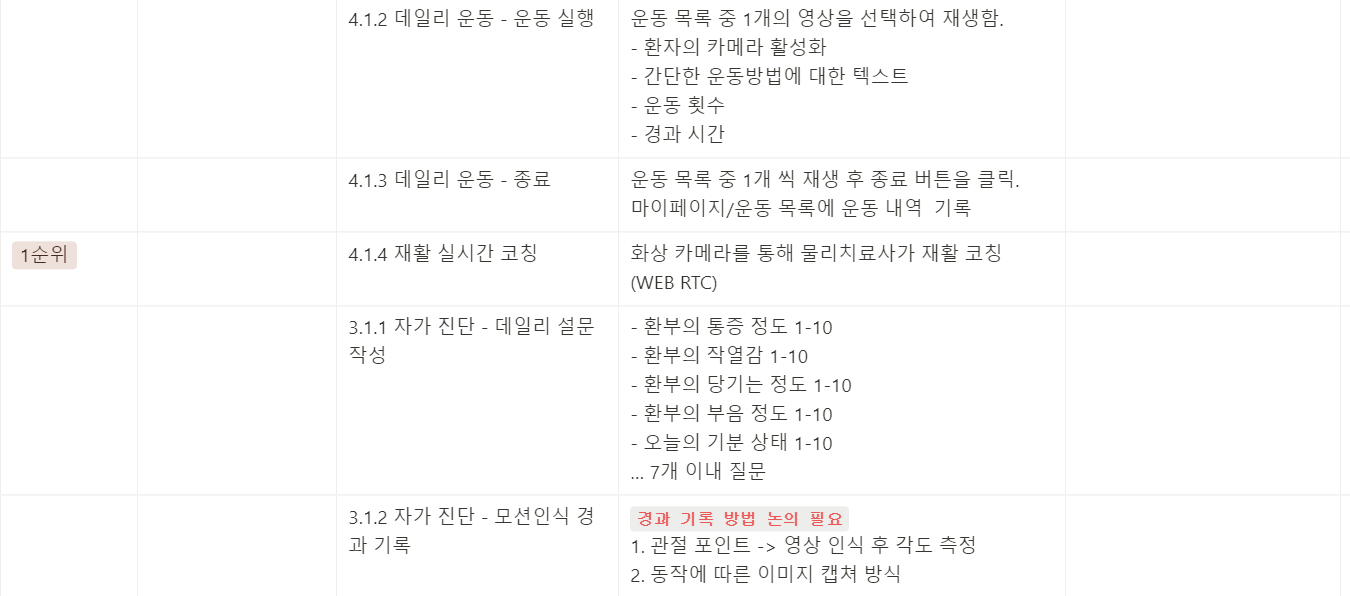 4.1.2 데일리 운동 - 운동 실행
운동 목록 중 1개의 영상을 선택하여 재생함.
- 환자의 카메라 활성화
- 간단한 운동방법에 대한 텍스트
- 운동 횟수
- 경과 시간
4.1.3 데일리 운동 - 종료
운동 목록 중 1개 씩 재생 후 종료 버튼을 클릭.
마이페이지/운동 목록에 운동 내역 기록
1순위
4.1.4 재활 실시간 코칭
화상 카메라를 통해 물리치료사가 재활 코칭
(WEB RTC)
3.1.1 자가 진단 - 데일리 설문
작성
- 환부의 통증 정도 1-10
- 환부의 작열감 1-10
- 환부의 당기는 정도 1-10
- 환부의 부음 정도 1-10
- 오늘의 기분 상태 1-10
... 7개 이내 질문
3.1.2 자가 진단 - 모션인식 경
과 기록
경과 기록 방법 논의 필요
1. 관절 포인트 -> 영상 인식 후 각도 측정
2. 동작에 따른 이미지 캡쳐 방식